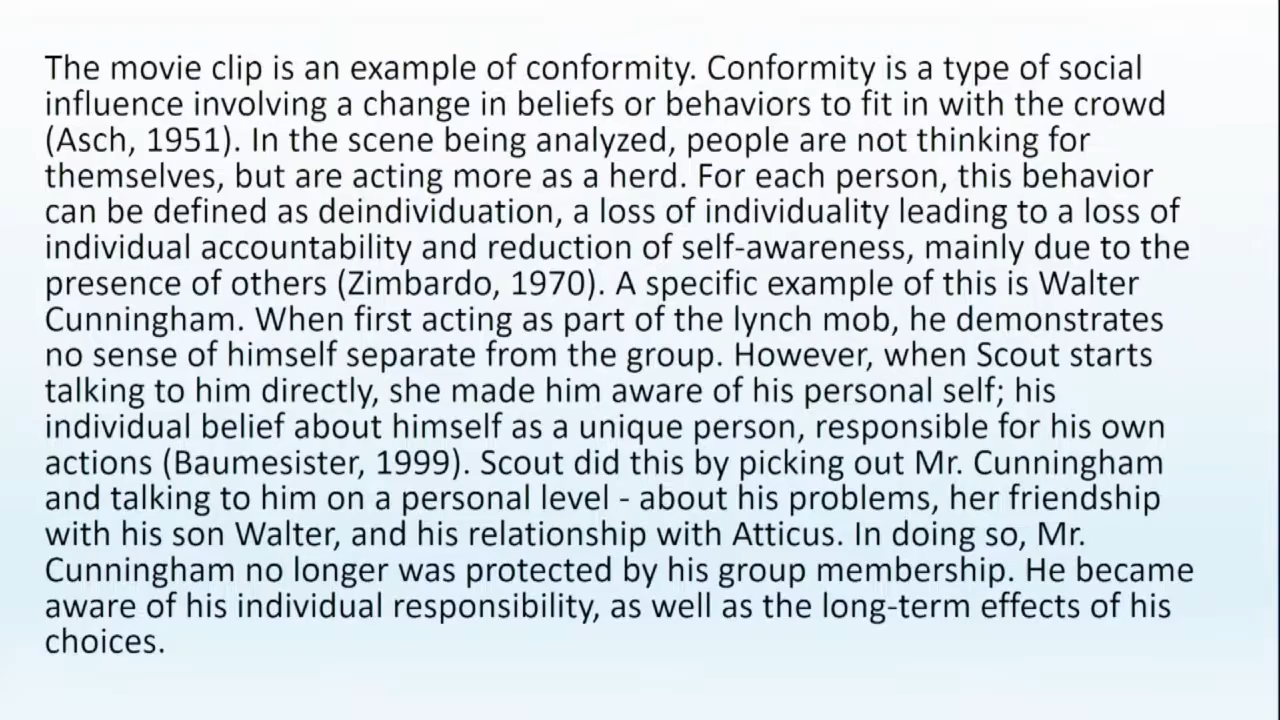 The movie clip is an example of conformity. Conformity is a type of social
influence involving a change in beliefs or behaviors to fit in with the crowd
(Asch, 1951). In the scene being analyzed, people are not thinking for
themselves, but are acting more as a herd. For each person, this behavior
can be defined as deindividuation, a loss of individuality leading to a loss of
individual accountability and reduction of self-awareness, mainly due to the
presence of others (Zimbardo, 1970). A specific example of this is Walter
Cunningham. When first acting as part of the lynch mob, he demonstrates
no sense of himself separate from the group. However, when Scout starts
talking to him directly, she made him aware of his personal self; his
individual belief about himself as a unique person, responsible for his own
actions (Baumesister, 1999). Scout did this by picking out Mr. Cunningham
and talking to him on a personal level - about his problems, her friendship
with his son Walter, and his relationship with Atticus. In doing so, Mr.
Cunningham no longer was protected by his group membership. He became
aware of his individual responsibility, as well as the long-term effects of his
choices.